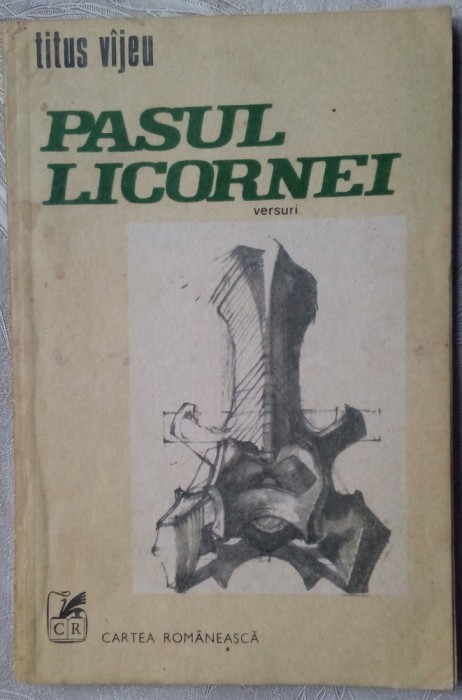 titus vîjeu
PASUL
LICORNEI
versuri
CR
CARTEA ROMÂNEASCĂ